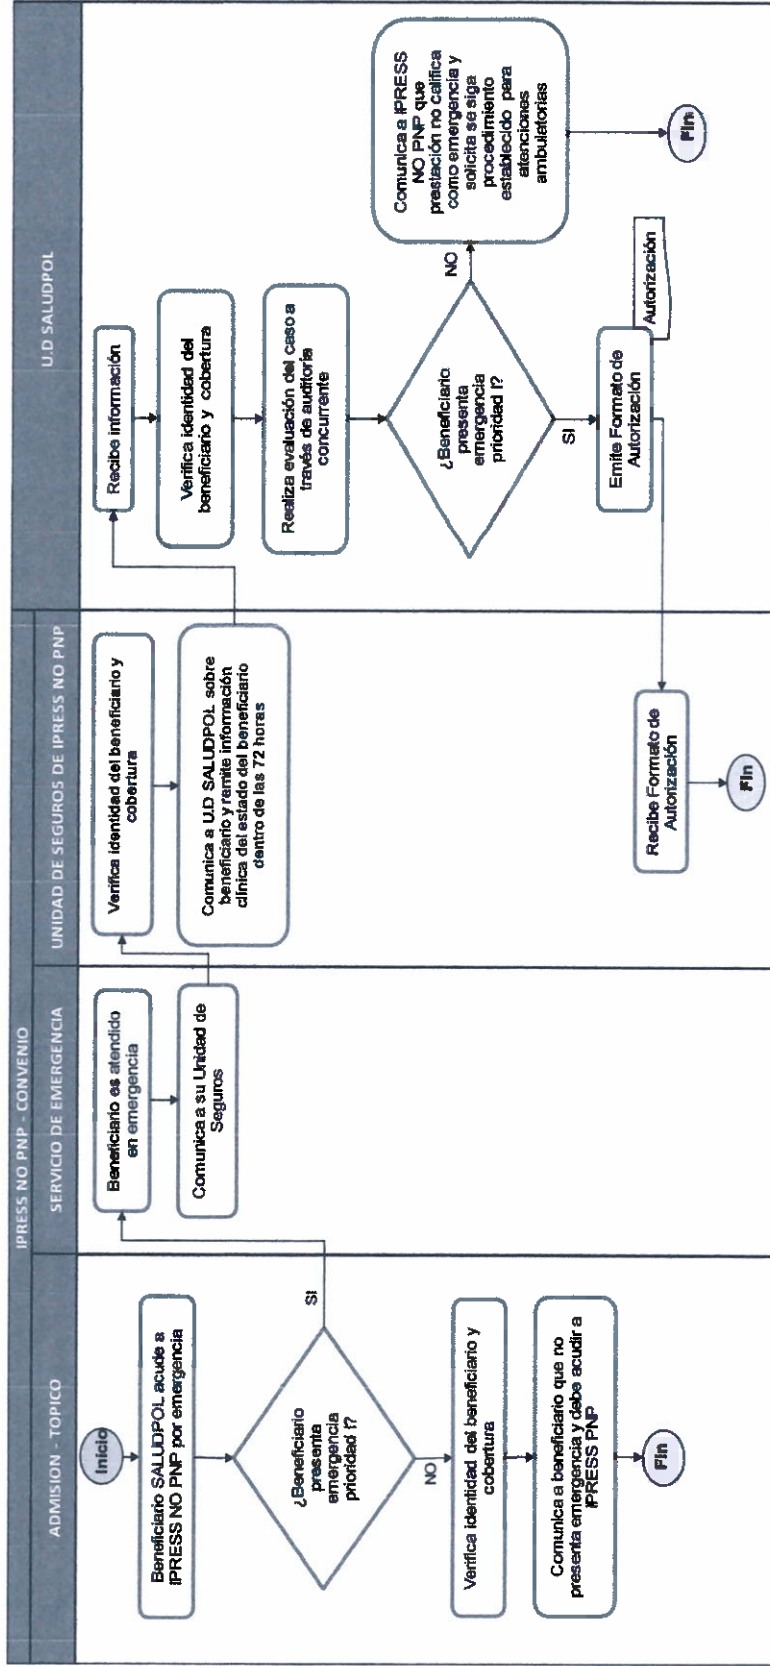 IPRESS NO PNP - CONVENIO
U.D SALUDPOL
ADMISION - TOPICO
SERVICIO DE EMERGENCIA
UNIDAD DE SEGUROS DE IPRESS NO PNP
Inicio
Beneficiario SALUDPOL acude a
IPRESS NO PNP por emergencia
¿Beneficiario
presenta
emergencia
prioridad I?
SI
NO
Verifica identidad del beneficiario y
cobertura
Comunica a beneficiario que no
presenta emergencia y debe acudir a
IPRESS PNP
Fin
Beneficiario es atendido
en emergencia
Comunica a su Unidad de
Seguros
Verifica identidad del beneficiario y
cobertura
Comunica a U.D SALUDPOL sobre
beneficiario y remite información
clínica del estado del beneficiario
dentro de las 72 horas
Recibe Formato de
Autorización
Fin
Recibe información
Verifica identidad del
beneficiario y cobertura
Realiza evaluación del caso a
través de auditoría
concurrente
¿Beneficiario
presenta
emergencia
prioridad I?
NO
SI
Comunica a IPRESS
NO PNP que
prestación no califica
como emergencia y
solicita se siga
procedimiento
establecido para
atenciones
ambulatorias
Fin
Emite Formato de
Autorización
Autorización